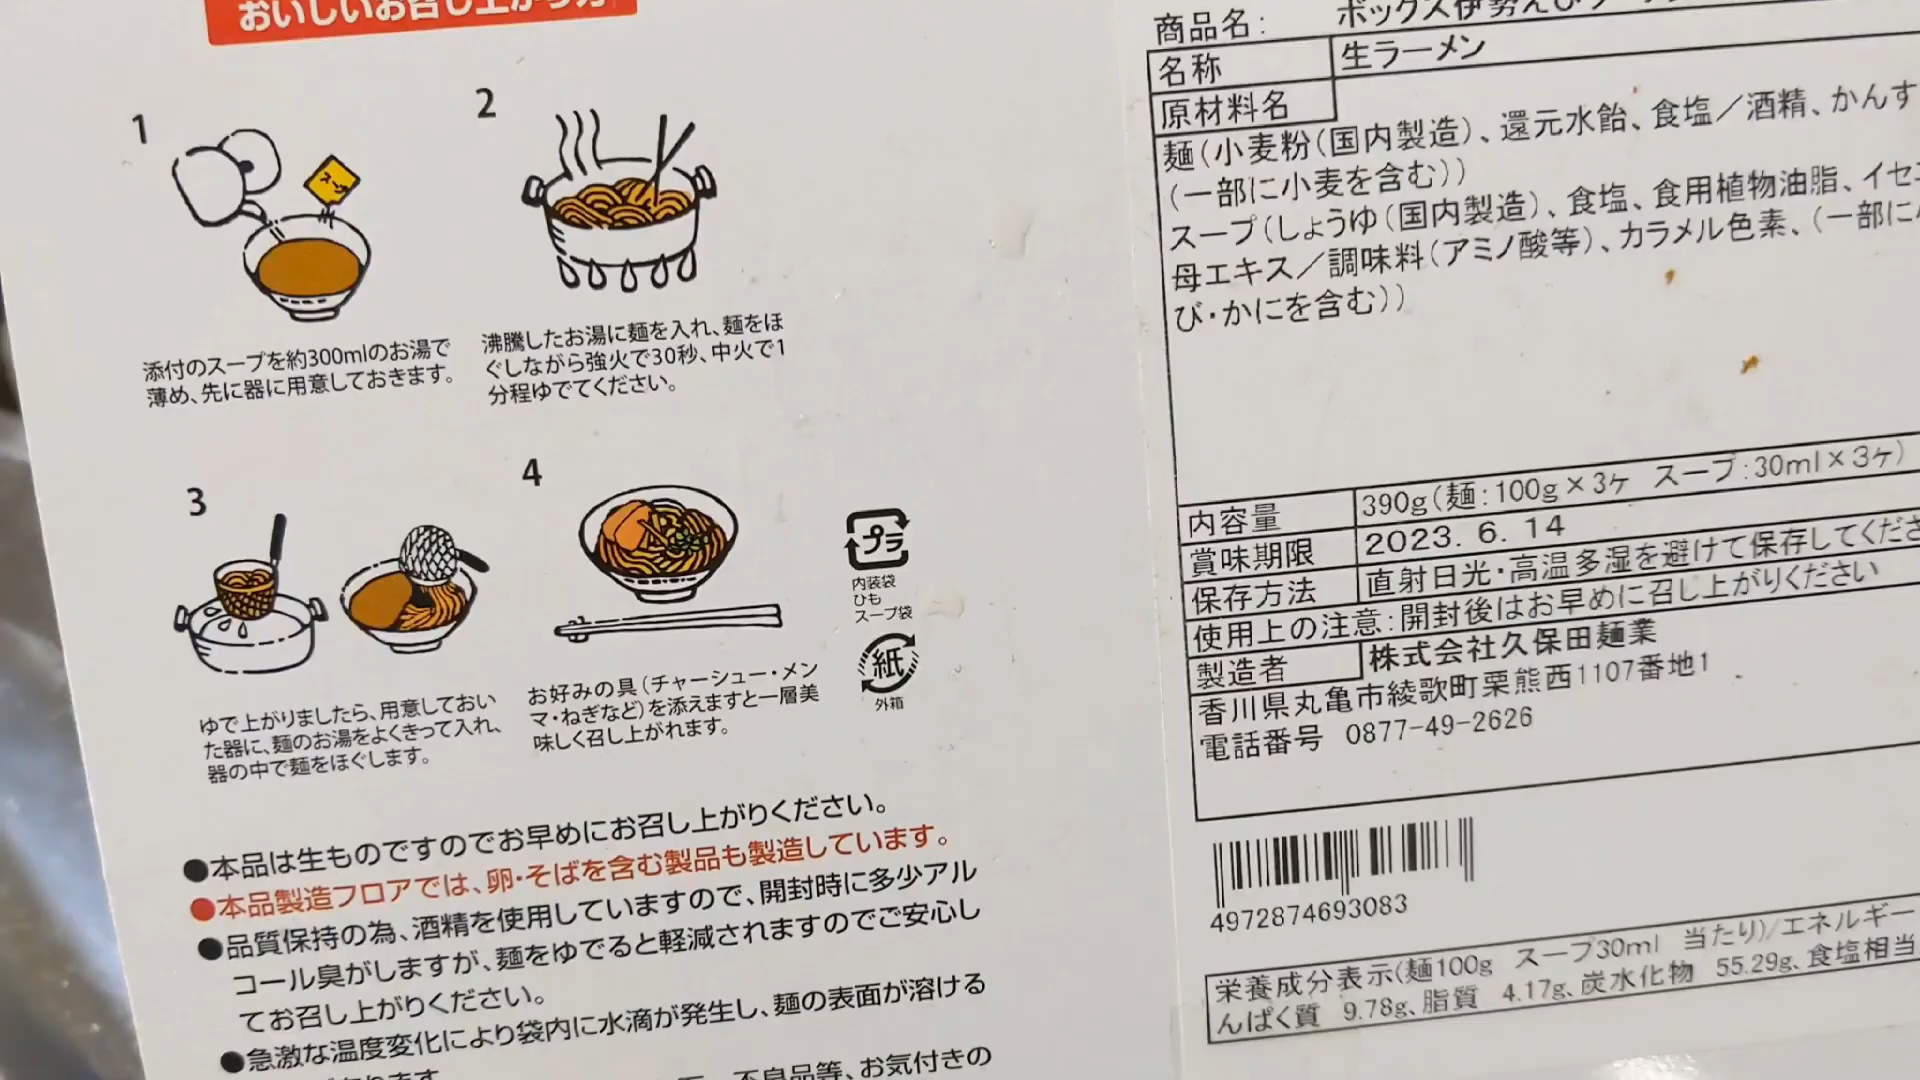 おいしいお召し上がり方
1
2
スープ
添付のスープを約300mlのお湯で
薄め、先に器に用意しておきます。
沸騰したお湯に麺を入れ、麺をほ
ぐしながら強火で30秒、中火で1
分程ゆでてください。
3
4
ゆで上がりましたら、用意しておい
た器に、麺のお湯をよくきって入れ、
器の中で麺をほぐします。
お好みの具(チャーシュー・メン
マ・ねぎなど)を添えますと一層美
味しく召し上がれます。
プラ
内装袋
ひも
スープ袋
紙
外箱
●本品は生ものですのでお早めにお召し上がりください。
●本品製造フロアでは、卵・そばを含む製品も製造しています。
●品質保持の為、酒精を使用していますので、開封時に多少アル
コール臭がしますが、麺をゆでると軽減されますのでご安心し
てお召し上がりください。
●急激な温度変化により袋内に水滴が発生し、麺の表面が溶ける
不良品等、お気付きの
商品名: ボックス伊勢えび
名称 生ラーメン
原材料名
麺(小麦粉(国内製造)、還元水飴、食塩/酒精、かんす
(一部に小麦を含む))
スープ(しょうゆ(国内製造)、食塩、食用植物油脂、イセエ
母エキス/調味料(アミノ酸等)、カラメル色素、(一部に
び・かにを含む))
内容量 390g(麺:100g×3ヶ スープ:30ml×3ヶ)
賞味期限 2023. 6. 14
保存方法 直射日光・高温多湿を避けて保存してくださ
使用上の注意:開封後はお早めに召し上がりください
製造者 株式会社久保田麺業
香川県丸亀市綾歌町栗熊西1107番地1
電話番号 0877-49-2626
4972874693083
栄養成分表示(麺100g スープ30ml 当たり)/エネルギー
んぱく質 9.78g、脂質 4.17g、炭水化物 55.29g、食塩相当